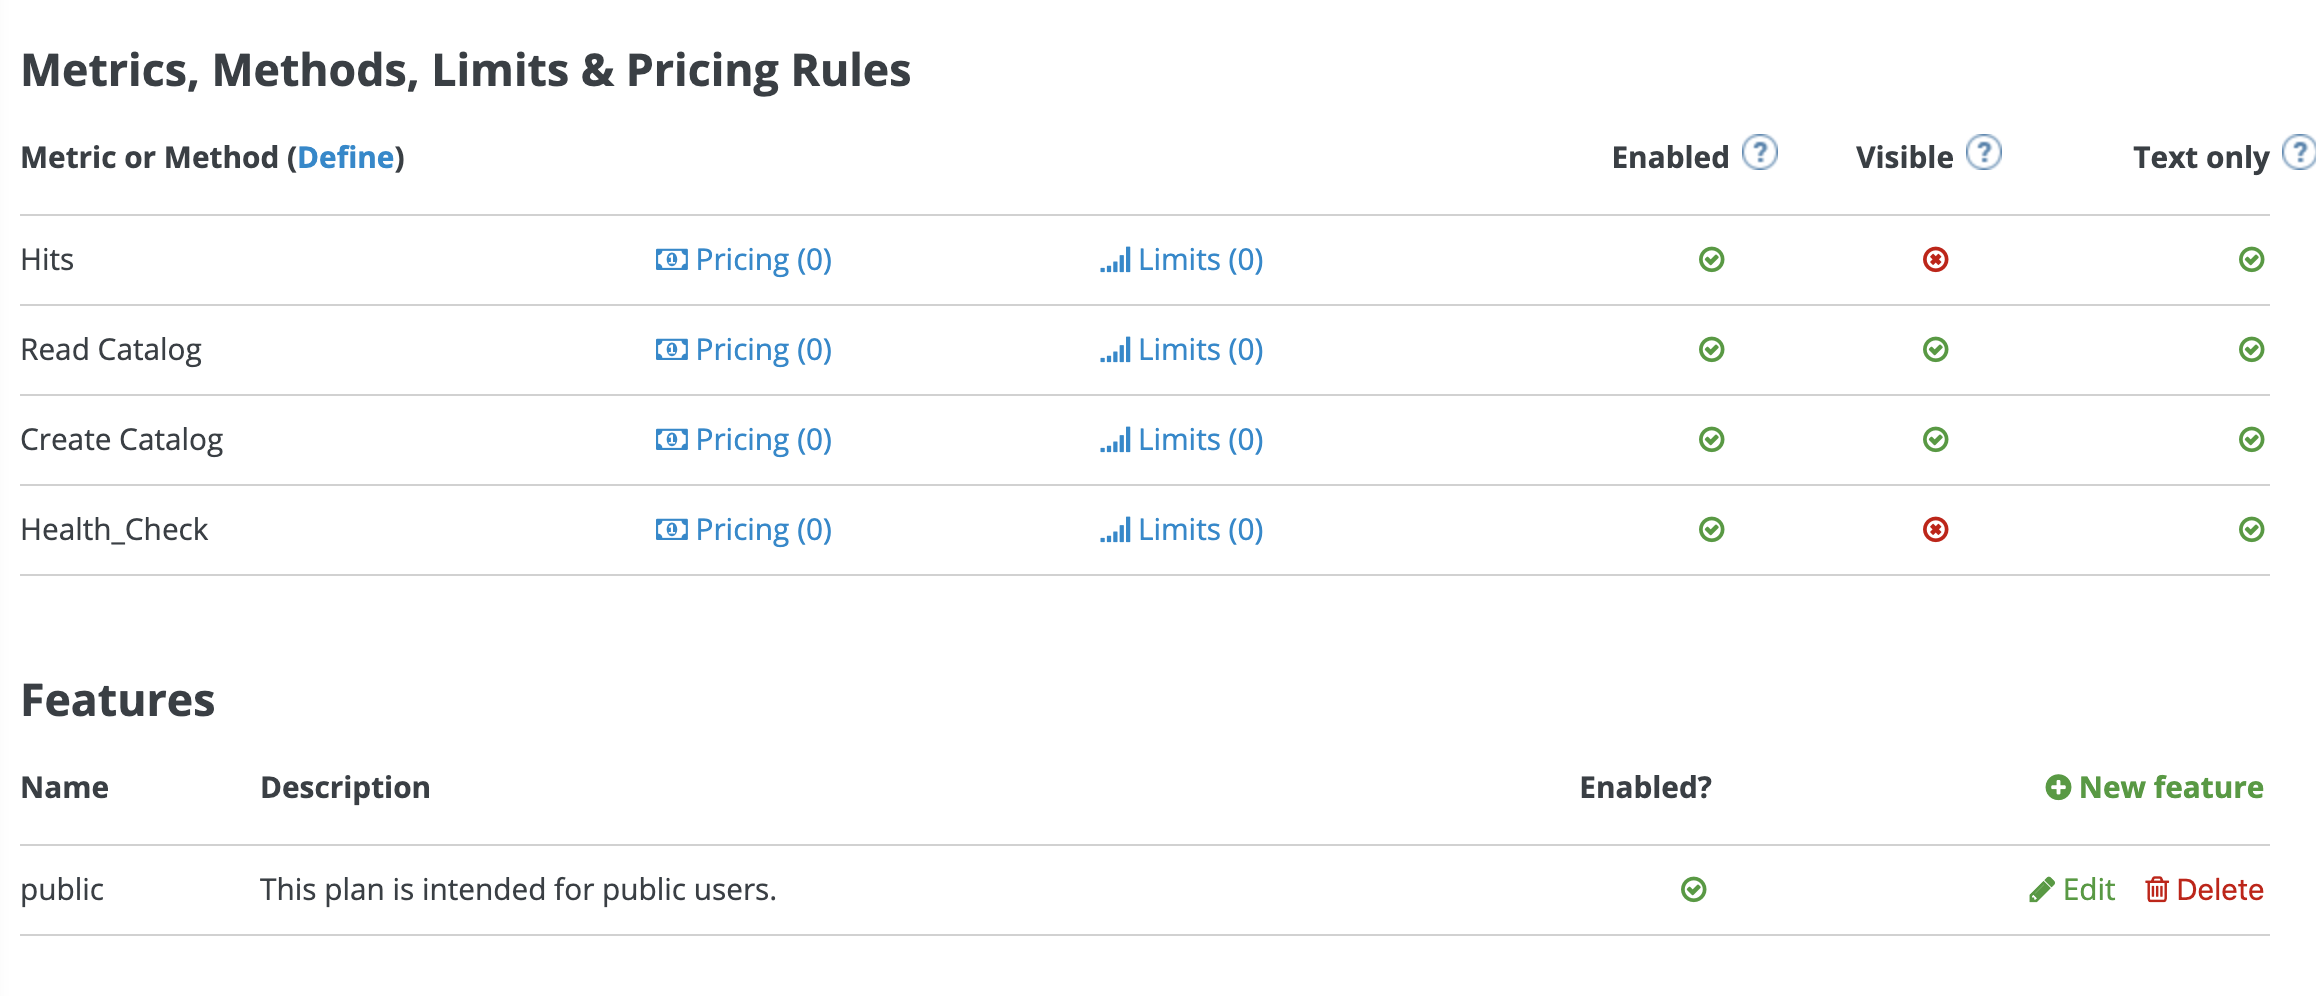 Metrics, Methods, Limits & Pricing Rules
Metric or Method (Define) Enabled ? Visible ? Text only ?
Hits Pricing (0) Limits (0)
Read Catalog Pricing (0) Limits (0)
Create Catalog Pricing (0) Limits (0)
Health_Check Pricing (0) Limits (0)
Features
Name Description Enabled? New feature
public This plan is intended for public users. Edit Delete